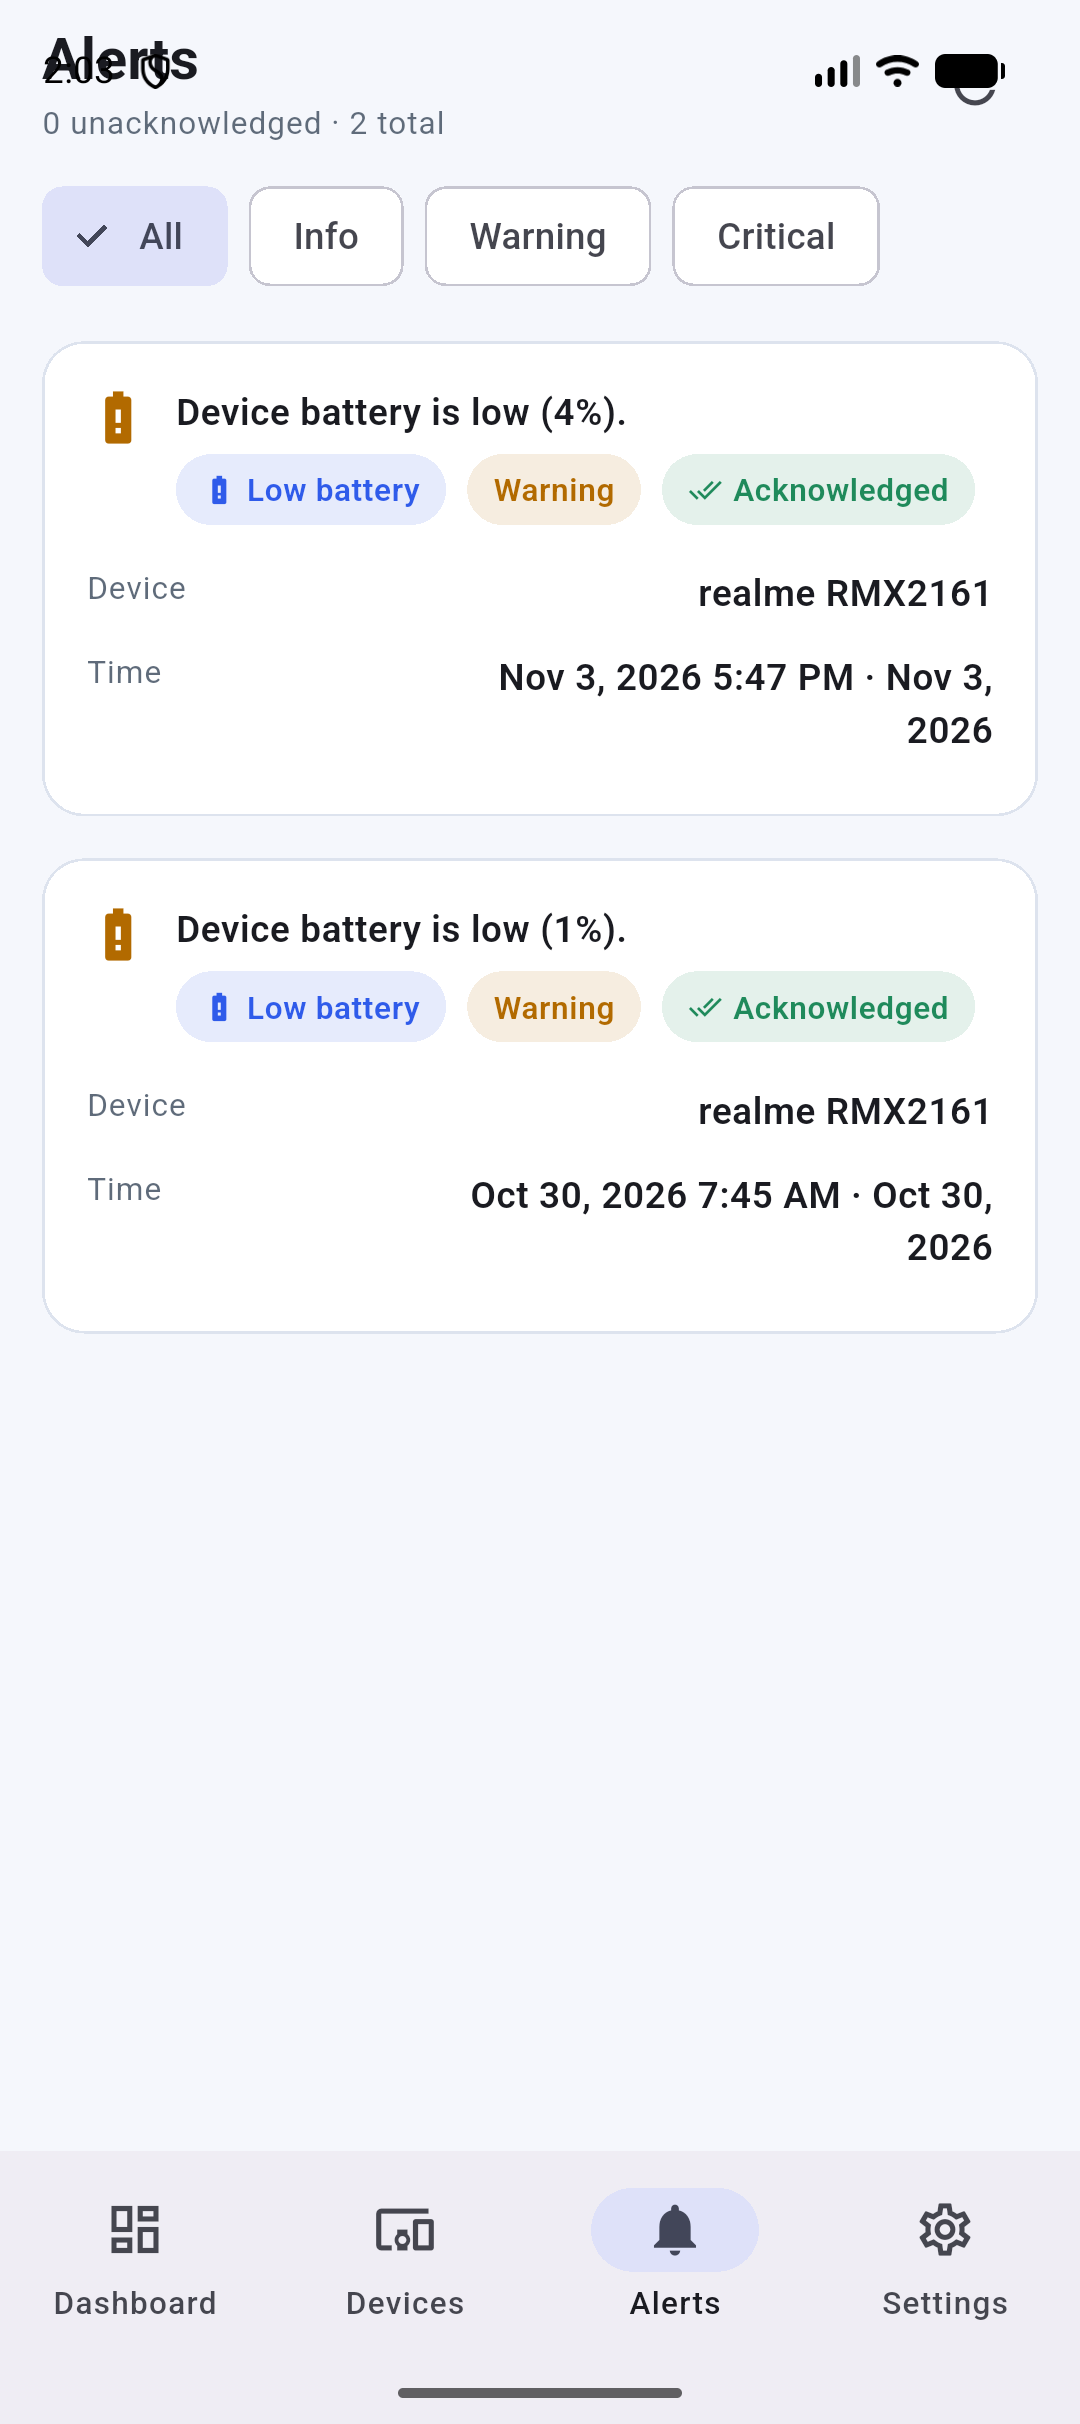 Alerts
2:03
0 unacknowledged · 2 total
All
Info
Warning
Critical
Device battery is low (4%).
Low battery
Warning
Acknowledged
Device
realme RMX2161
Time
Nov 3, 2026 5:47 PM · Nov 3,
2026
Device battery is low (1%).
Low battery
Warning
Acknowledged
Device
realme RMX2161
Time
Oct 30, 2026 7:45 AM · Oct 30,
2026
Dashboard
Devices
Alerts
Settings